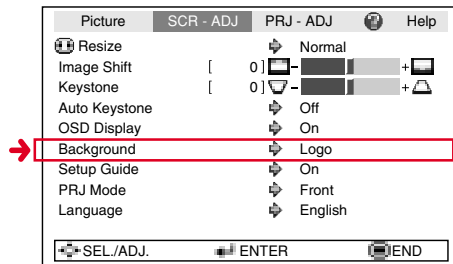 Picture SCR - ADJ PRJ - ADJ ? Help
Resize Normal
Image Shift [ 0 ] - +
Keystone [ 0 ] - +
Auto Keystone Off
OSD Display On
Background Logo
Setup Guide On
PRJ Mode Front
Language English
SEL./ADJ. ENTER END